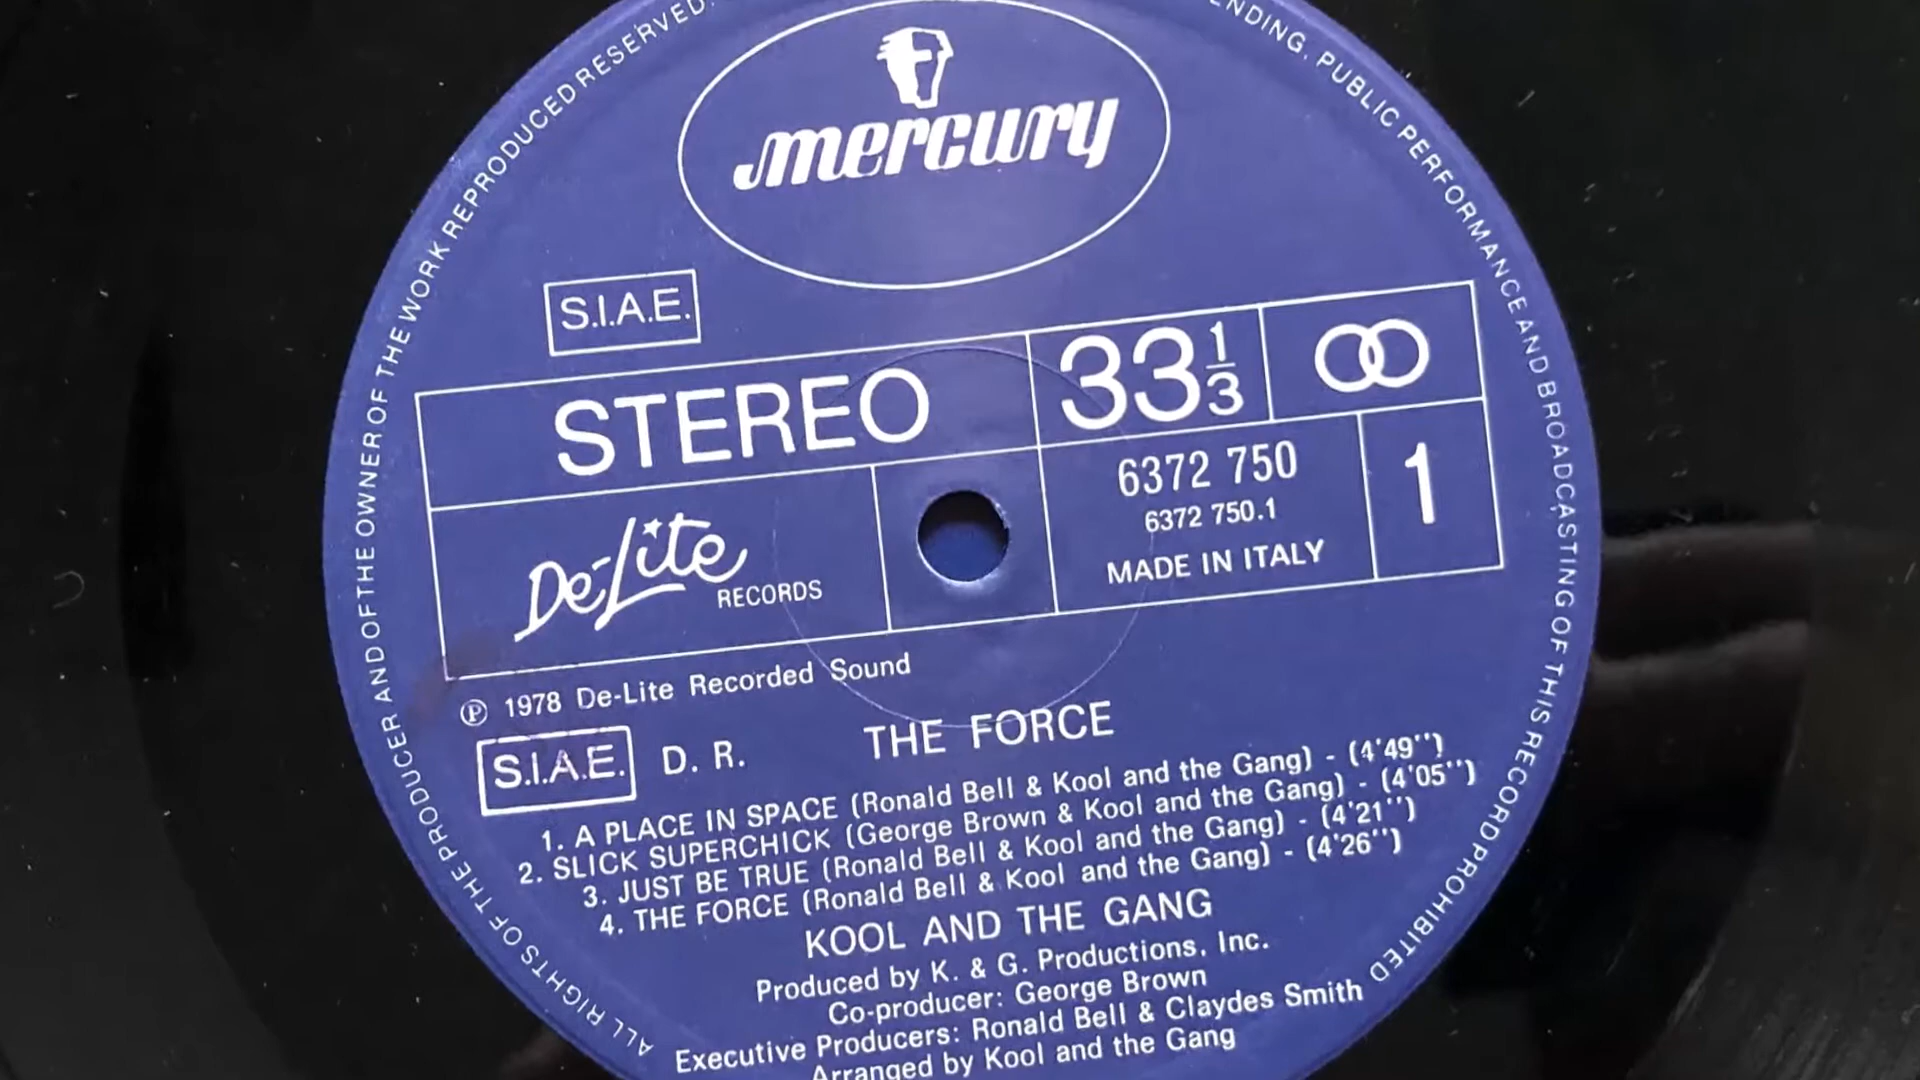 mercury
S.I.A.E.
STEREO
33 1/3
De-Lite
RECORDS
6372 750
6372 750.1
MADE IN ITALY
1
℗ 1978 De-Lite Recorded Sound
S.I.A.E. D. R.
THE FORCE
1. A PLACE IN SPACE (Ronald Bell & Kool and the Gang) - (4'49'')
2. SLICK SUPERCHICK (George Brown & Kool and the Gang) - (4'05'')
3. JUST BE TRUE (Ronald Bell & Kool and the Gang) - (4'21'')
4. THE FORCE (Ronald Bell & Kool and the Gang) - (4'26'')
KOOL AND THE GANG
Produced by K. & G. Productions, Inc.
Co-producer: George Brown
Executive Producers: Ronald Bell & Claydes Smith
Arranged by Kool and the Gang
ALL RIGHTS OF THE PRODUCER AND OF THE OWNER OF THE WORK REPRODUCED RESERVED.
PUBLIC PERFORMANCE AND BROADCASTING OF THIS RECORD PROHIBITED